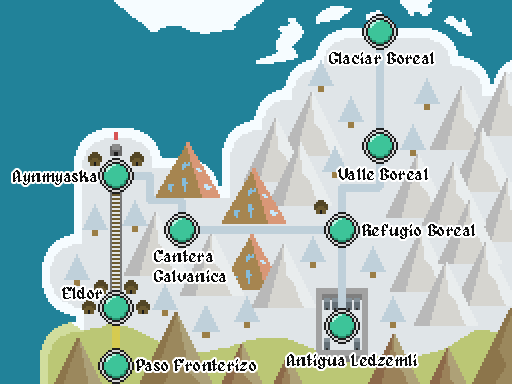 Glaciar Boreal
Valle Boreal
Aynmyaska
Refugio Boreal
Cantera
Galvanica
Eldor
Antigua Ledzemli
Paso Fronterizo